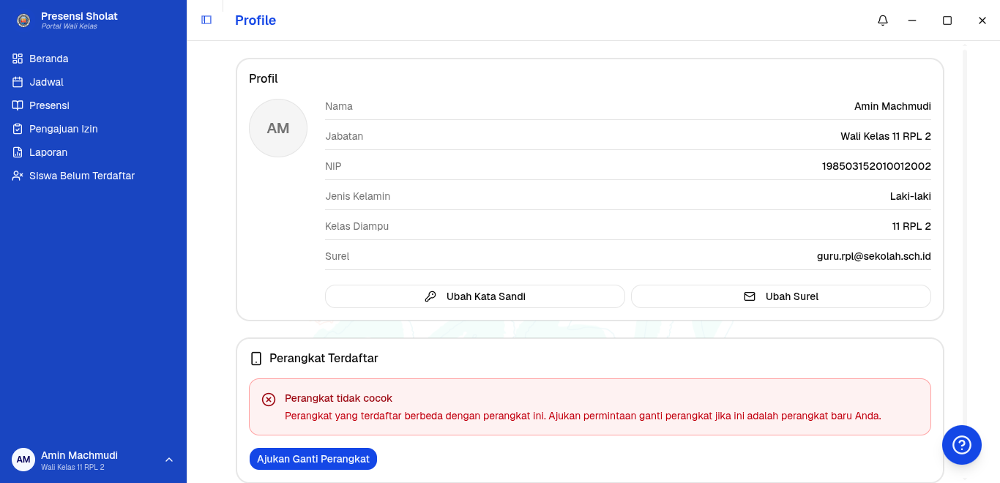 Presensi Sholat
Portal Wali Kelas
Beranda
Jadwal
Presensi
Pengajuan Izin
Laporan
Siswa Belum Terdaftar
AM
Amin Machmudi
Wali Kelas 11 RPL 2
Profile
Profil
AM
Nama Amin Machmudi
Jabatan Wali Kelas 11 RPL 2
NIP 198503152010012002
Jenis Kelamin Laki-laki
Kelas Diampu 11 RPL 2
Surel guru.rpl@sekolah.sch.id
Ubah Kata Sandi Ubah Surel
Perangkat Terdaftar
Perangkat tidak cocok
Perangkat yang terdaftar berbeda dengan perangkat ini. Ajukan permintaan ganti perangkat jika ini adalah perangkat baru Anda.
Ajukan Ganti Perangkat